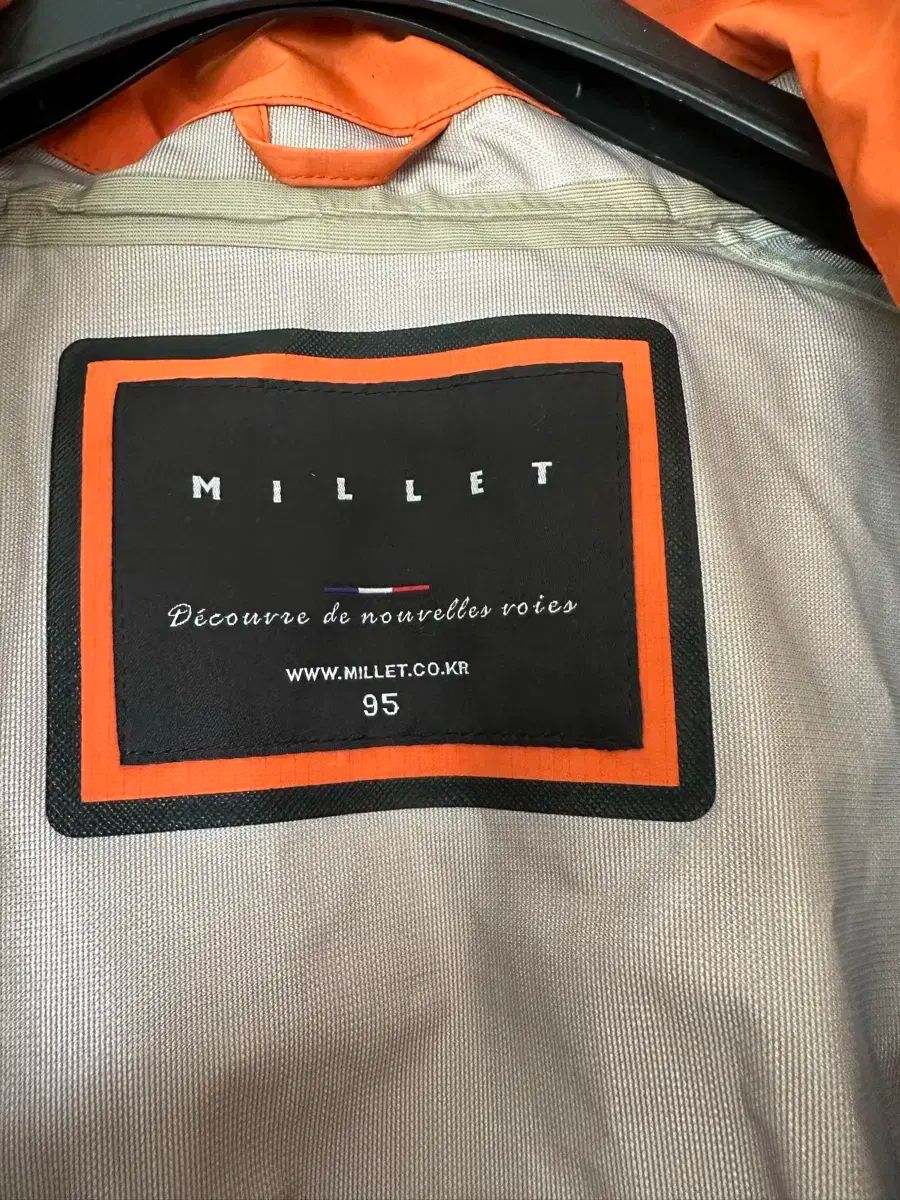 MILLET
Découvre de nouvelles voies
WWW.MILLET.CO.KR
95